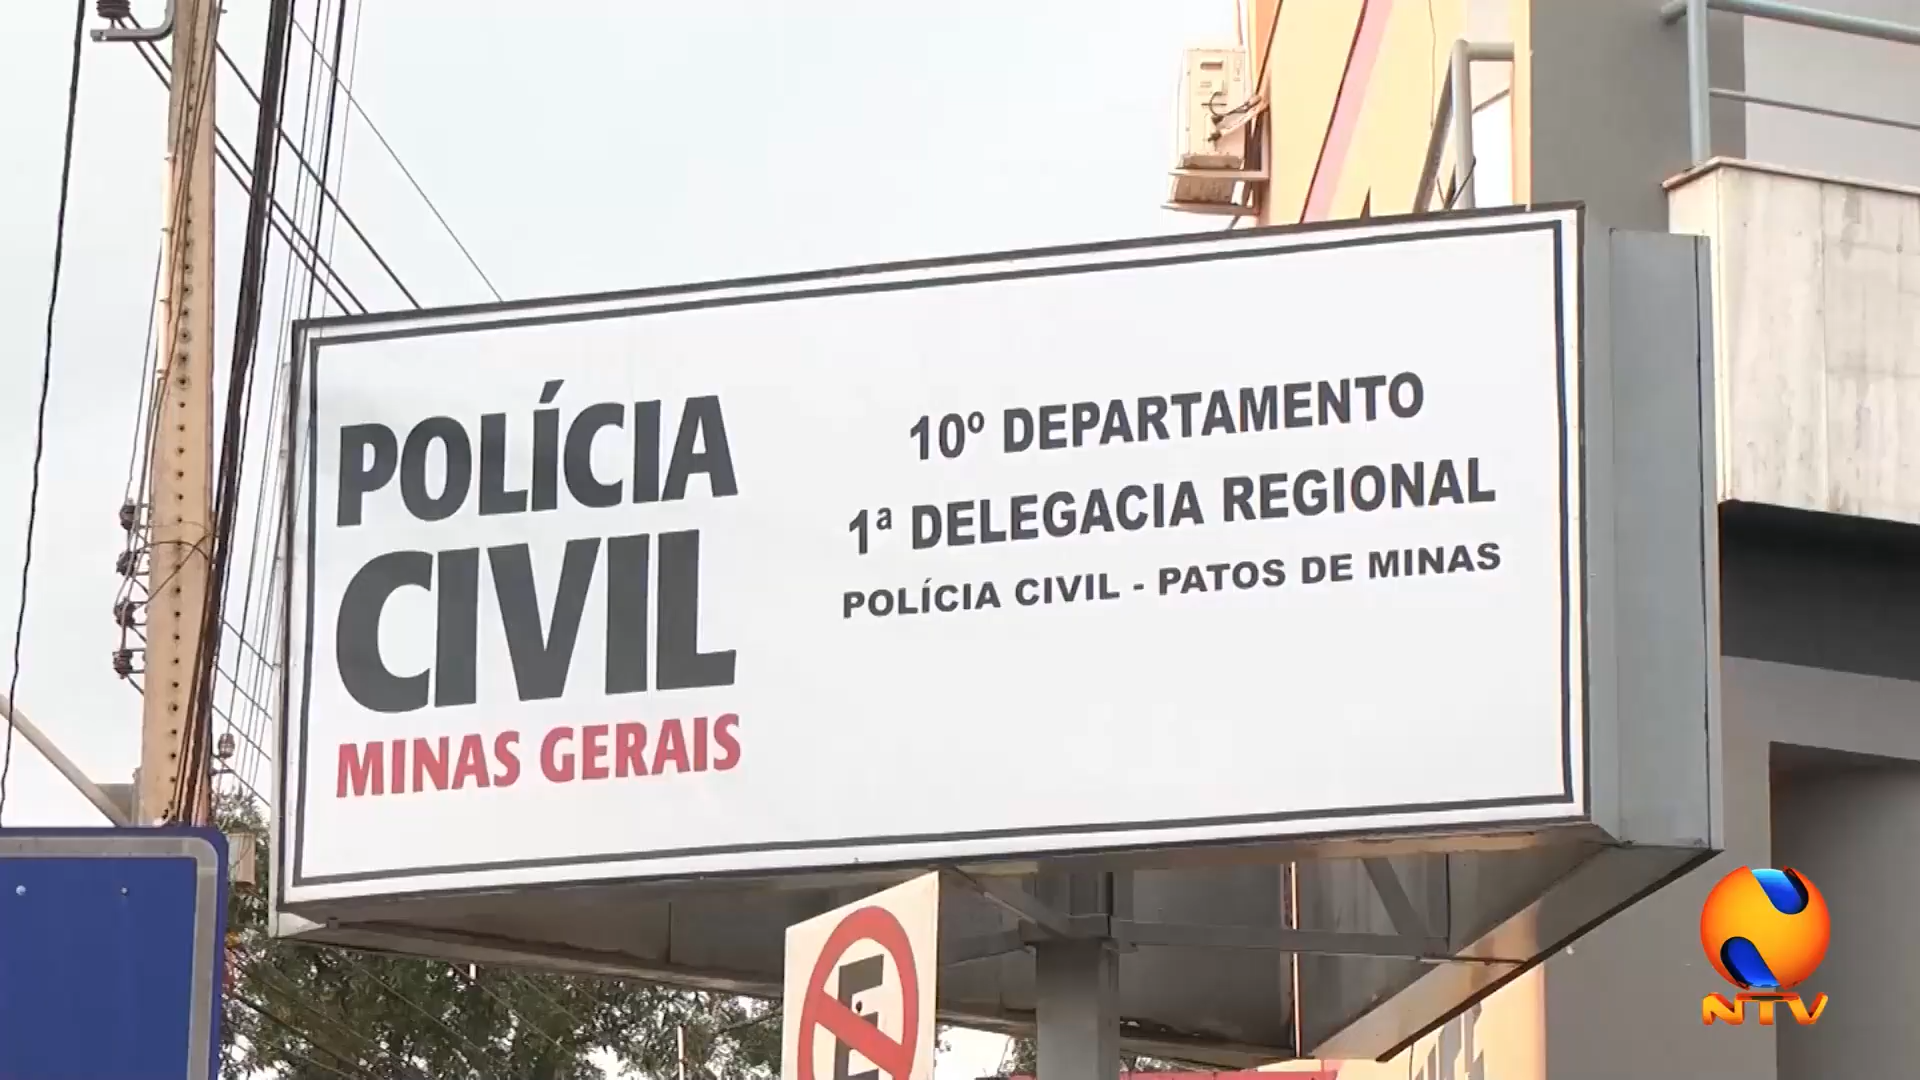 POLÍCIA
CIVIL
MINAS GERAIS
10º DEPARTAMENTO
1ª DELEGACIA REGIONAL
POLÍCIA CIVIL - PATOS DE MINAS
E
NTV